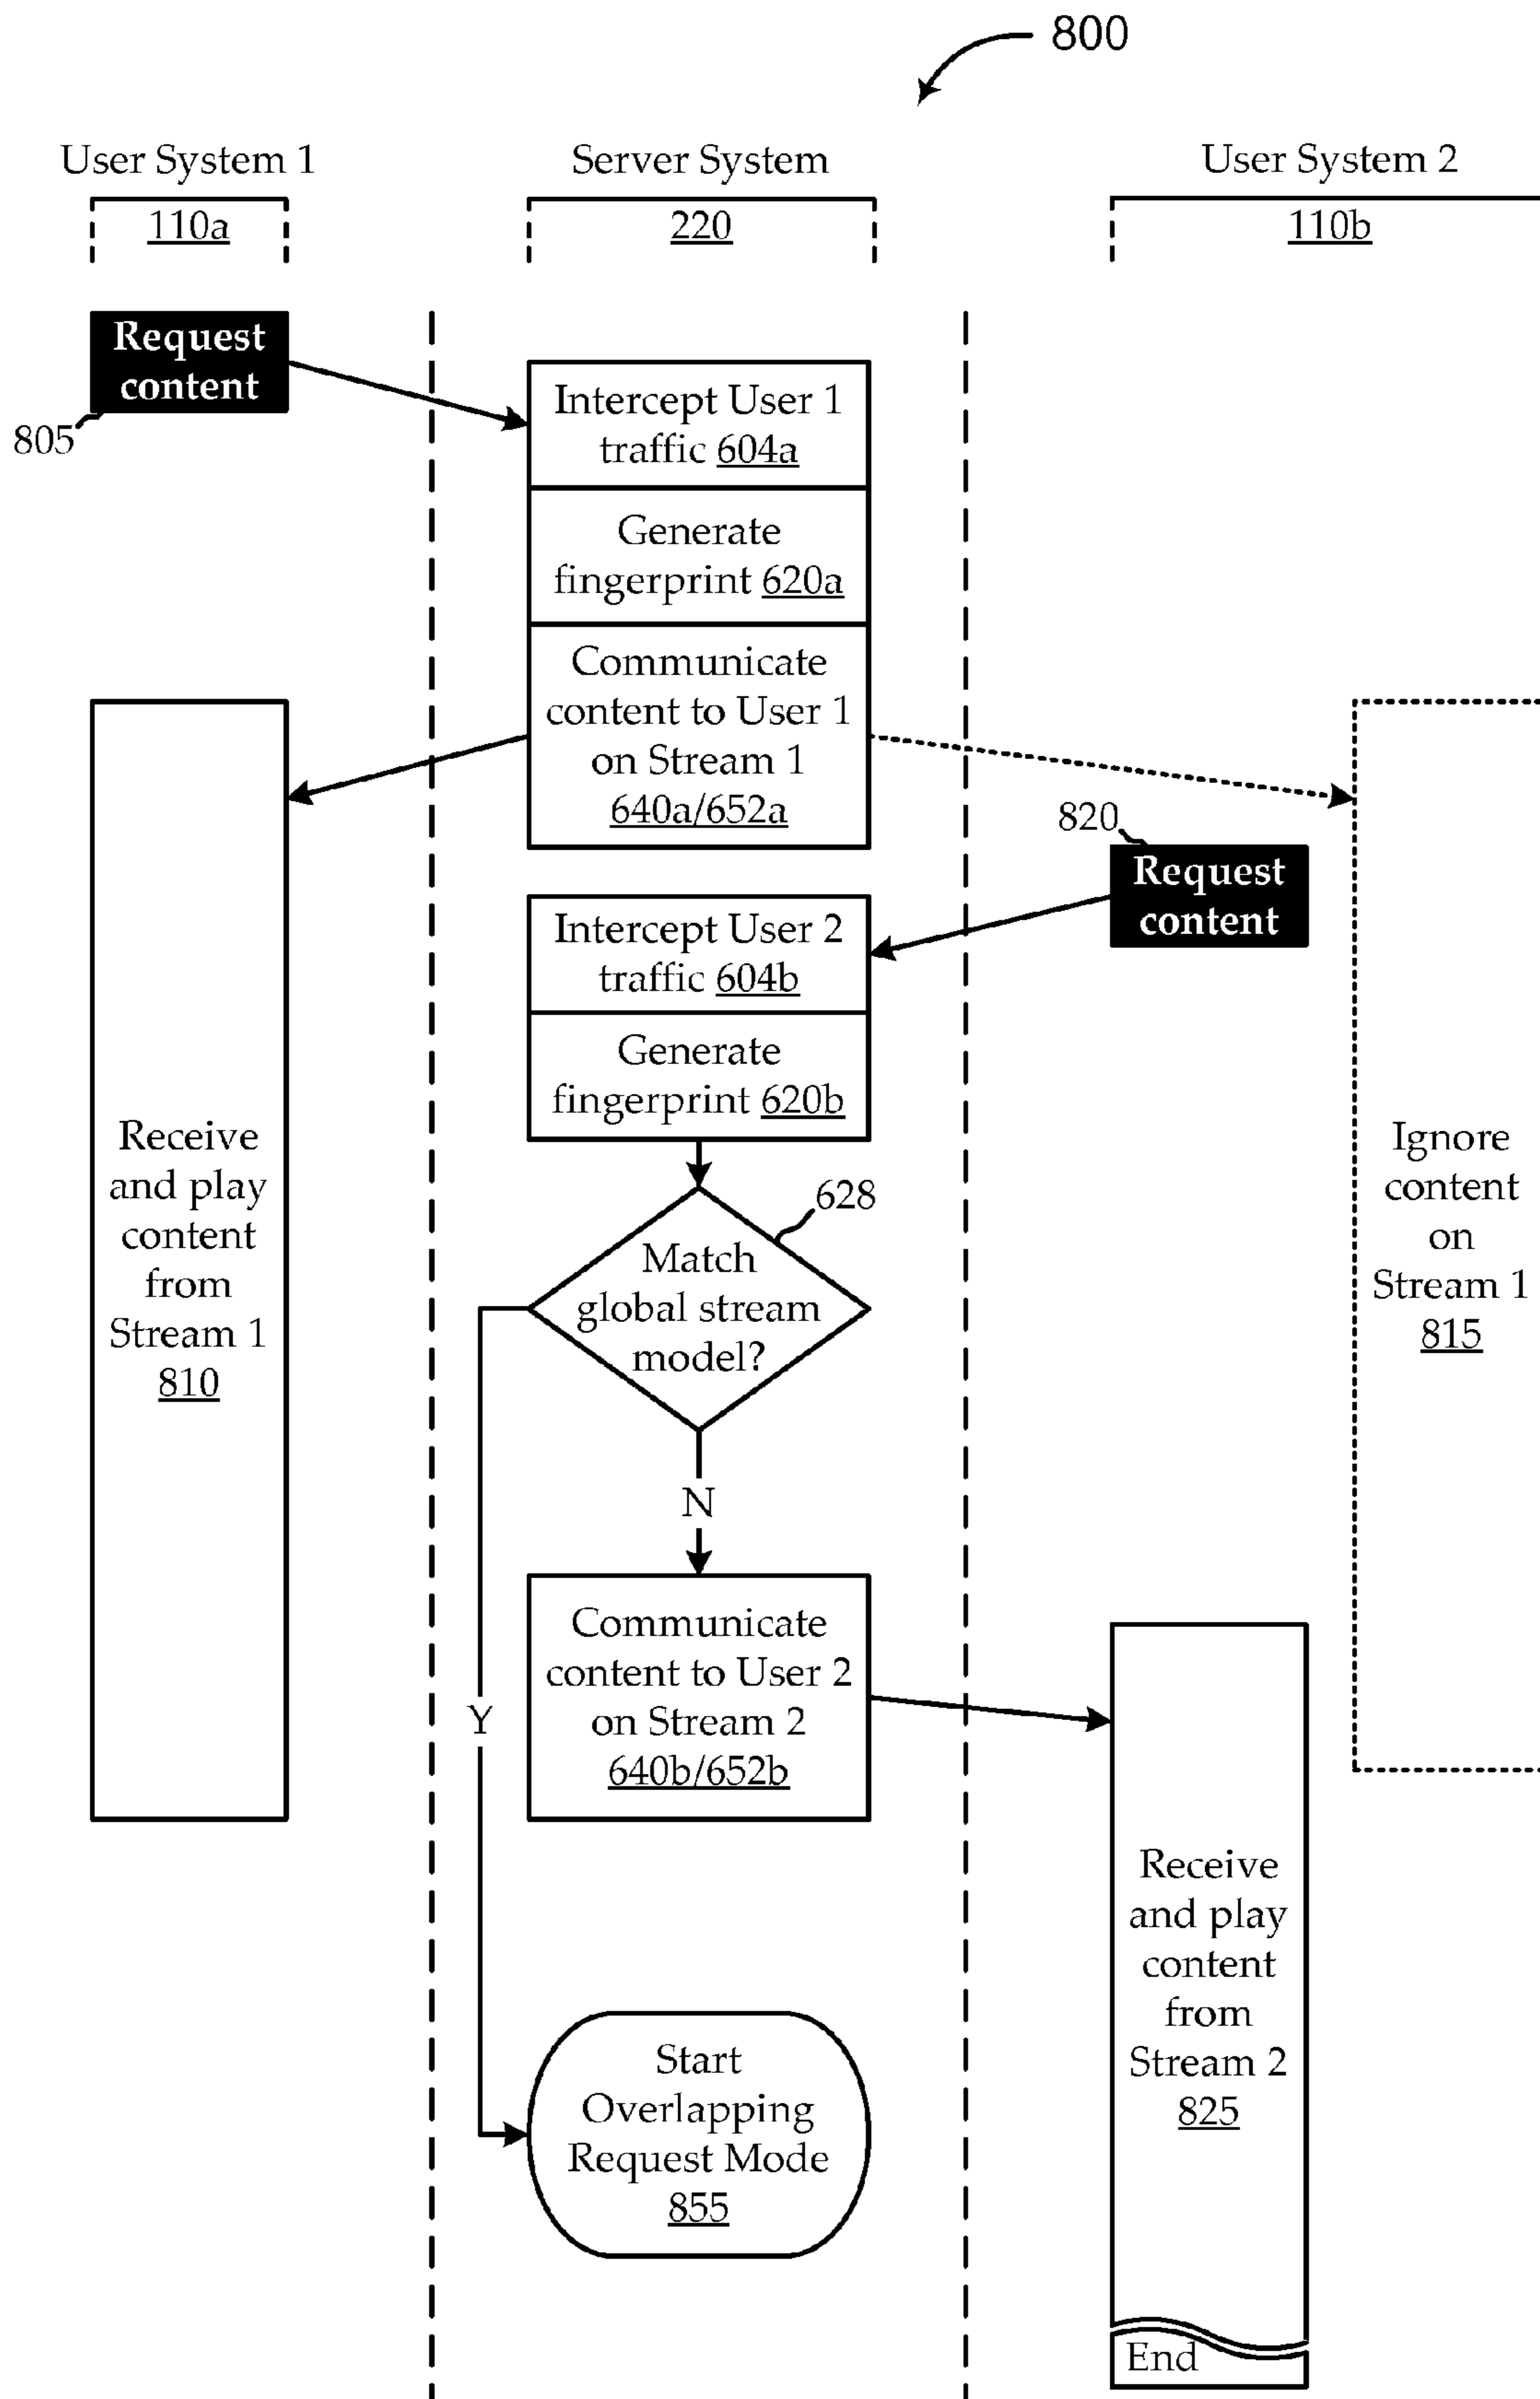 800
User System 1
110a
Server System
220
User System 2
110b
Request
content
805
Intercept User 1
traffic 604a
Generate
fingerprint 620a
Communicate
content to User 1
on Stream 1
640a/652a
820
Request
content
Intercept User 2
traffic 604b
Generate
fingerprint 620b
Receive
and play
content
from
Stream 1
810
Ignore
content
on
Stream 1
815
628
Match
global stream
model?
N
Y
Communicate
content to User 2
on Stream 2
640b/652b
Receive
and play
content
from
Stream 2
825
Start
Overlapping
Request Mode
855
End